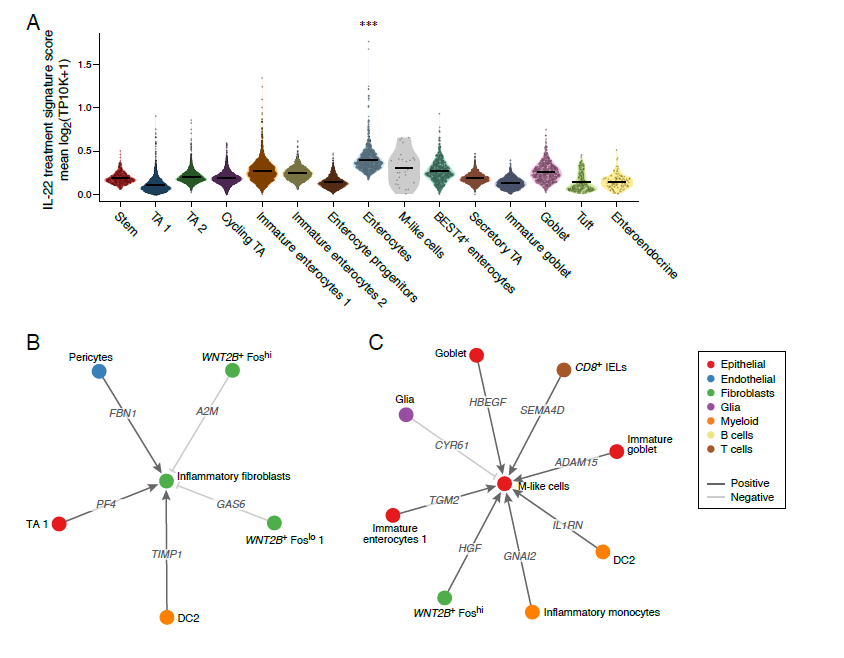 A
IL-22 treatment signature score
mean log2(TP10K+1)
***
1.5
1.0
0.5
0.0
Stem
TA 1
TA 2
Cycling TA
Immature enterocytes 1
Immature enterocytes 2
Enterocyte progenitors
Enterocytes
M-like cells
BEST4+ enterocytes
Secretory TA
Immature goblet
Goblet
Tuft
Enteroendocrine
B
Pericytes
WNT2B+ Foshi
FBN1
A2M
Inflammatory fibroblasts
PF4
GAS6
TA 1
WNT2B+ Foslo 1
TIMP1
DC2
C
Goblet
CD8+ IELs
HBEGF
SEMA4D
Glia
CYR61
Immature
goblet
ADAM15
M-like cells
TGM2
Immature
enterocytes 1
IL1RN
HGF
GNAI2
DC2
WNT2B+ Foshi
Inflammatory monocytes
Epithelial
Endothelial
Fibroblasts
Glia
Myeloid
B cells
T cells
Positive
Negative